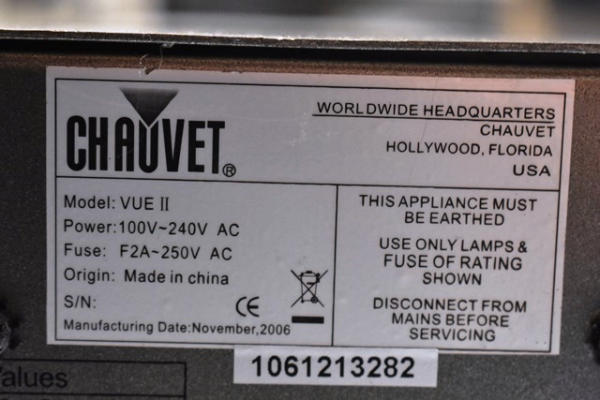 CHAUVET®
WORLDWIDE HEADQUARTERS
CHAUVET
HOLLYWOOD, FLORIDA
USA
Model: VUE II
Power: 100V~240V AC
Fuse: F2A~250V AC
Origin: Made in china
S/N:
CE
Manufacturing Date:November,2006
THIS APPLIANCE MUST
BE EARTHED
USE ONLY LAMPS &
FUSE OF RATING
SHOWN
DISCONNECT FROM
MAINS BEFORE
SERVICING
1061213282
alues